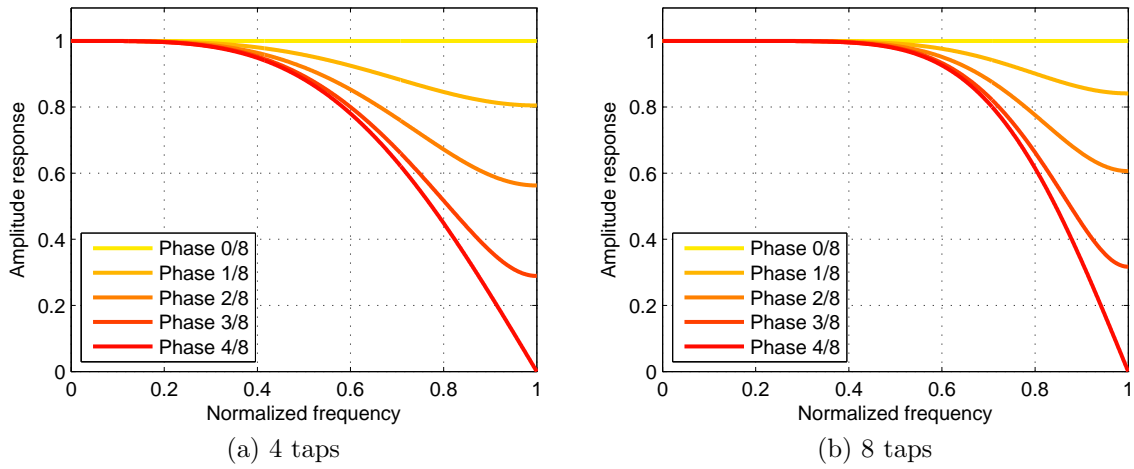 1
0.8
0.6
0.4
0.2
0
Amplitude response
Phase 0/8
Phase 1/8
Phase 2/8
Phase 3/8
Phase 4/8
0 0.2 0.4 0.6 0.8 1
Normalized frequency
(a) 4 taps
1
0.8
0.6
0.4
0.2
0
Amplitude response
Phase 0/8
Phase 1/8
Phase 2/8
Phase 3/8
Phase 4/8
0 0.2 0.4 0.6 0.8 1
Normalized frequency
(b) 8 taps